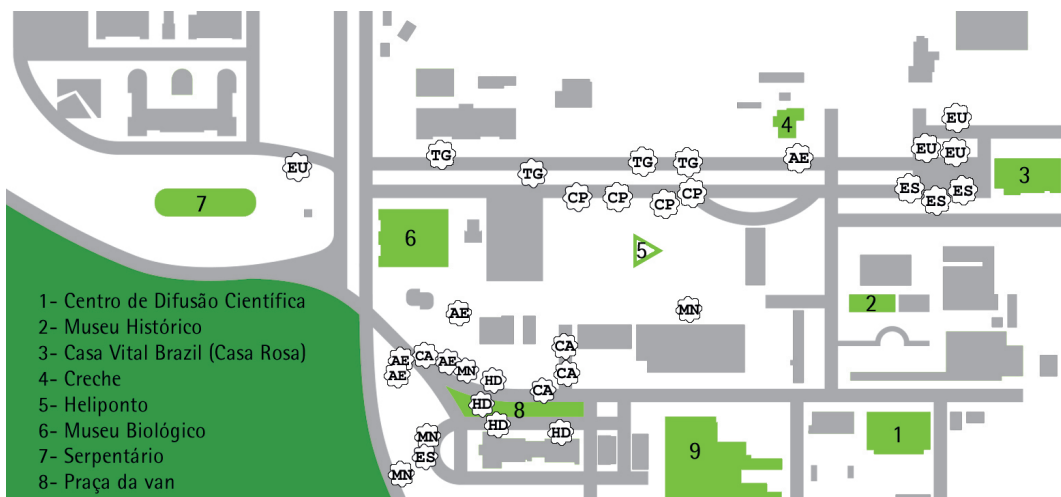 EU
4
EU
EU
TG
TG
TG
AE
EU
TG
3
CP
CP
CP
CP
ES
ES
ES
7
6
5
1- Centro de Difusão Científica
2- Museu Histórico
3- Casa Vital Brazil (Casa Rosa)
4- Creche
5- Heliponto
6- Museu Biológico
7- Serpentário
8- Praça da van
2
AE
MN
CA
AE
CA
AE
AE
MN
HD
CA
CA
HD
8
HD
HD
MN
ES
MN
9
1